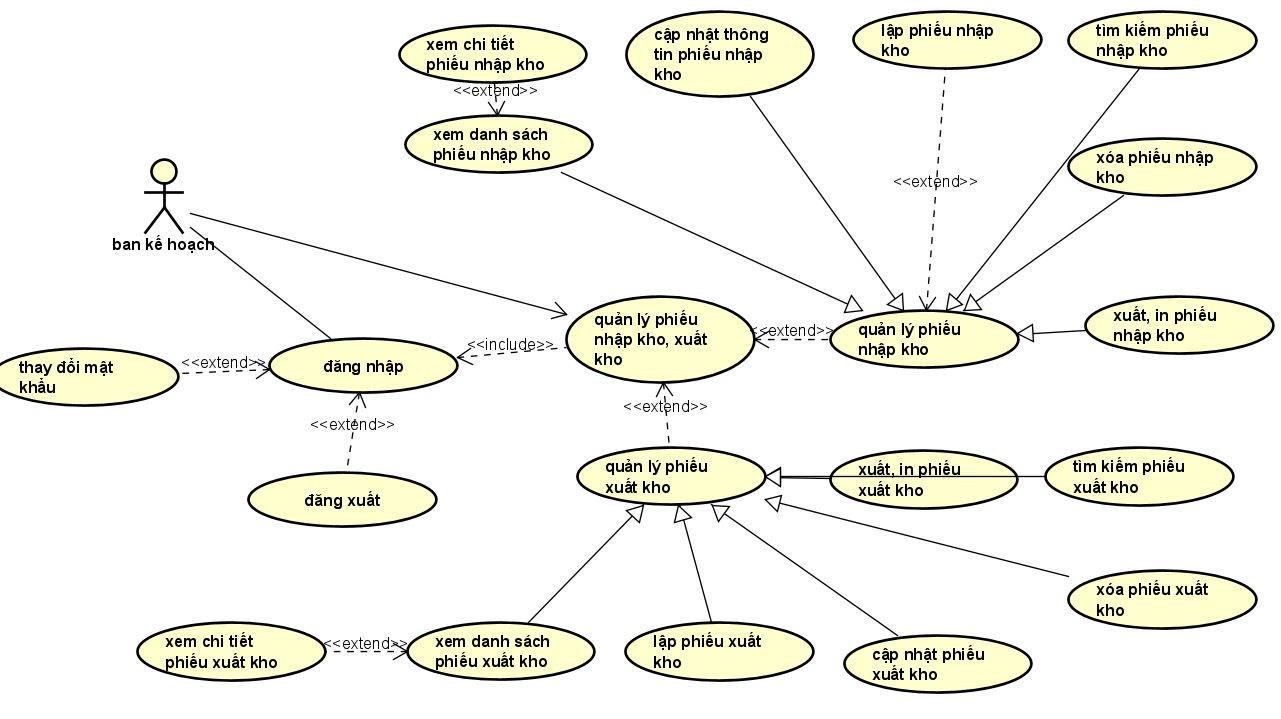 xem chi tiết
phiếu nhập kho
cập nhật thông
tin phiếu nhập
kho
lập phiếu nhập
kho
tìm kiếm phiếu
nhập kho
<<extend>>
xem danh sách
phiếu nhập kho
xóa phiếu nhập
kho
<<extend>>
ban kế hoạch
quản lý phiếu
nhập kho, xuất
kho
<<extend>>
quản lý phiếu
nhập kho
xuất, in phiếu
nhập kho
<<include>>
thay đổi mật
khẩu
<<extend>>
đăng nhập
<<extend>>
<<extend>>
đăng xuất
quản lý phiếu
xuất kho
xuất, in phiếu
xuất kho
tìm kiếm phiếu
xuất kho
xóa phiếu xuất
kho
xem chi tiết
phiếu xuất kho
<<extend>>
xem danh sách
phiếu xuất kho
lập phiếu xuất
kho
cập nhật phiếu
xuất kho